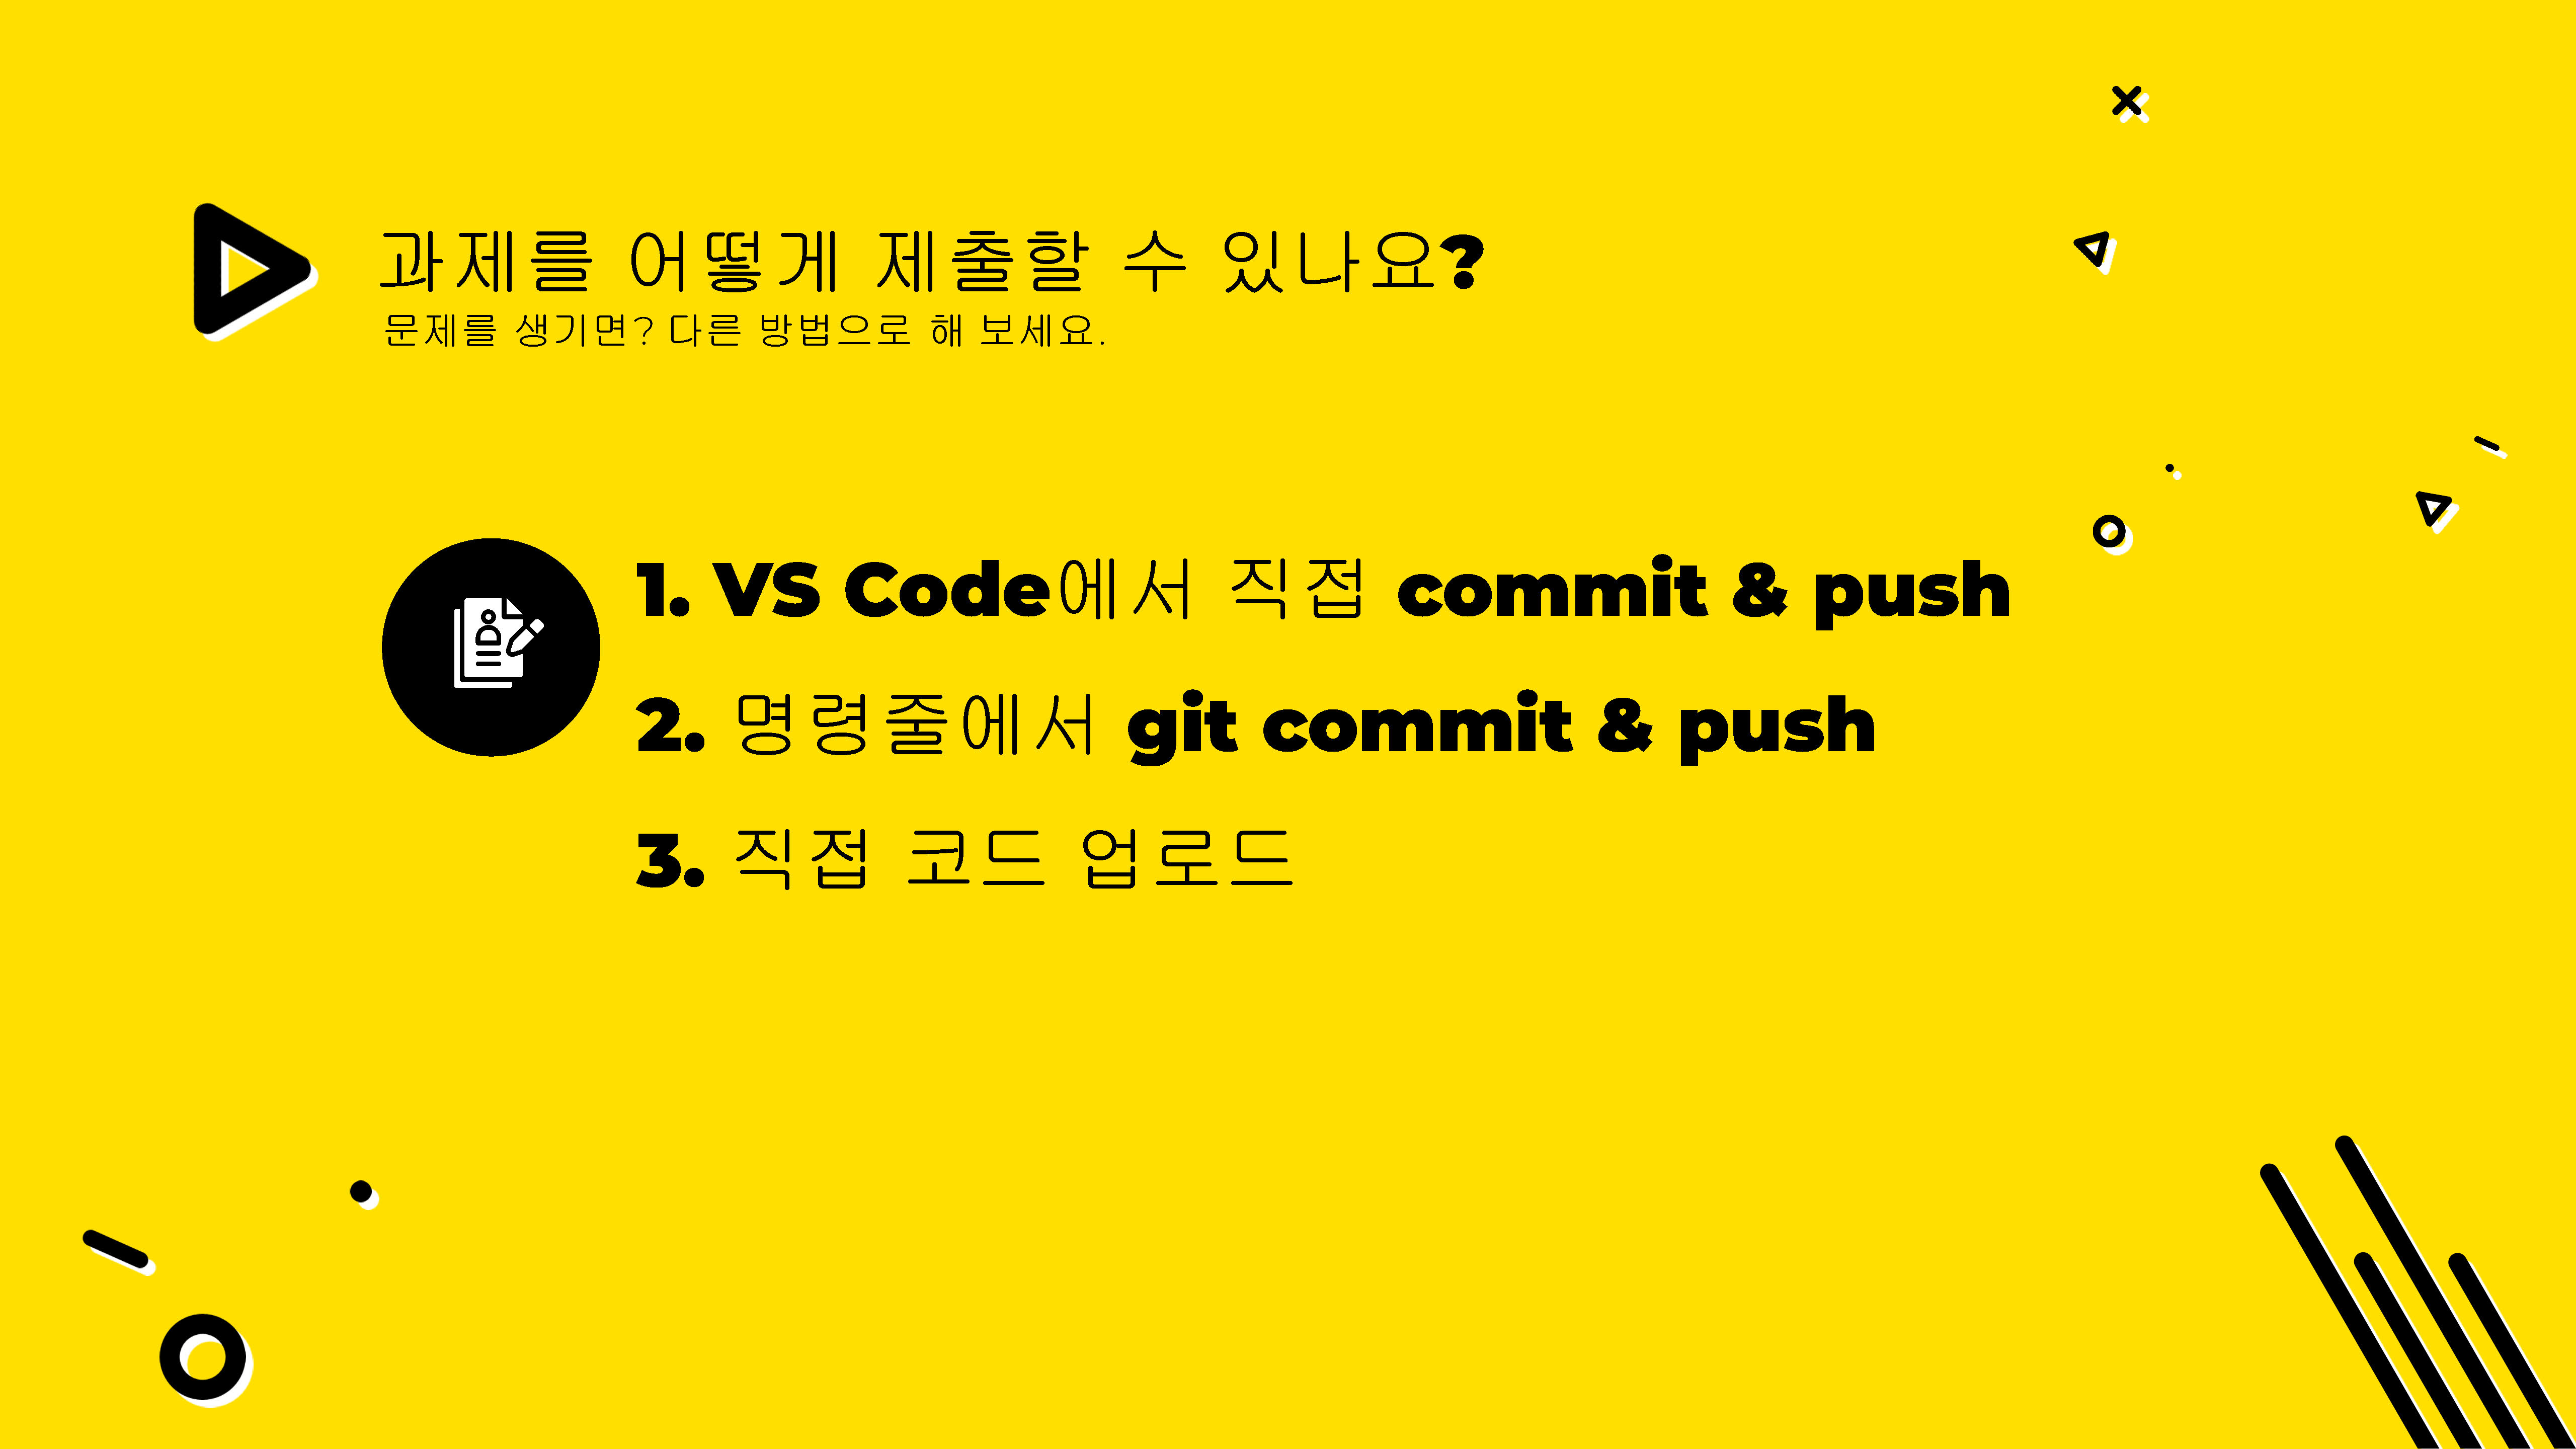 과제를 어떻게 제출할 수 있나요?
문제를 생기면? 다른 방법으로 해 보세요.
1. VS Code에서 직접 commit & push
2. 명령줄에서 git commit & push
3. 직접 코드 업로드